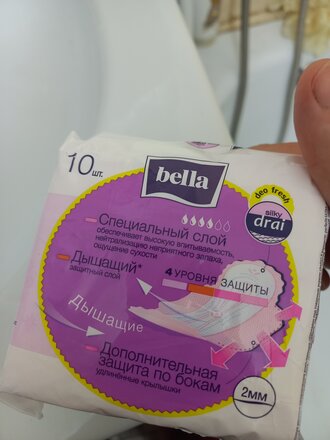 10 шт.
bella
deo fresh
silky
drai
Специальный слой
обеспечивает высокую впитываемость,
нейтрализацию неприятного запаха,
ощущение сухости
Дышащий*
защитный слой
4 УРОВНЯ ЗАЩИТЫ
Дышащие
Дополнительная
защита по бокам
удлинённые крылышки
2мм